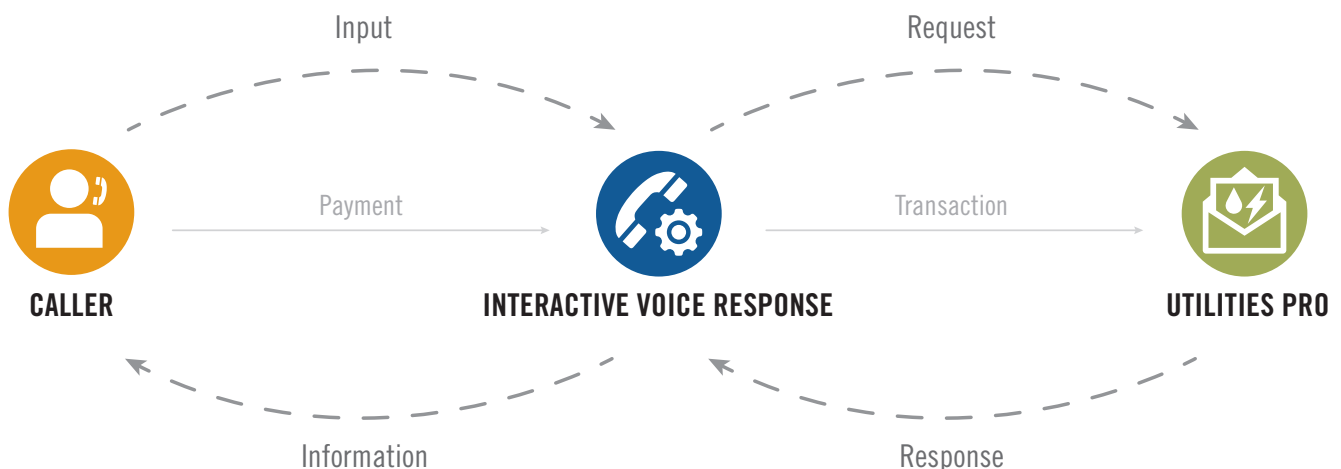 Input
Request
Payment
Transaction
CALLER
INTERACTIVE VOICE RESPONSE
UTILITIES PRO
Information
Response